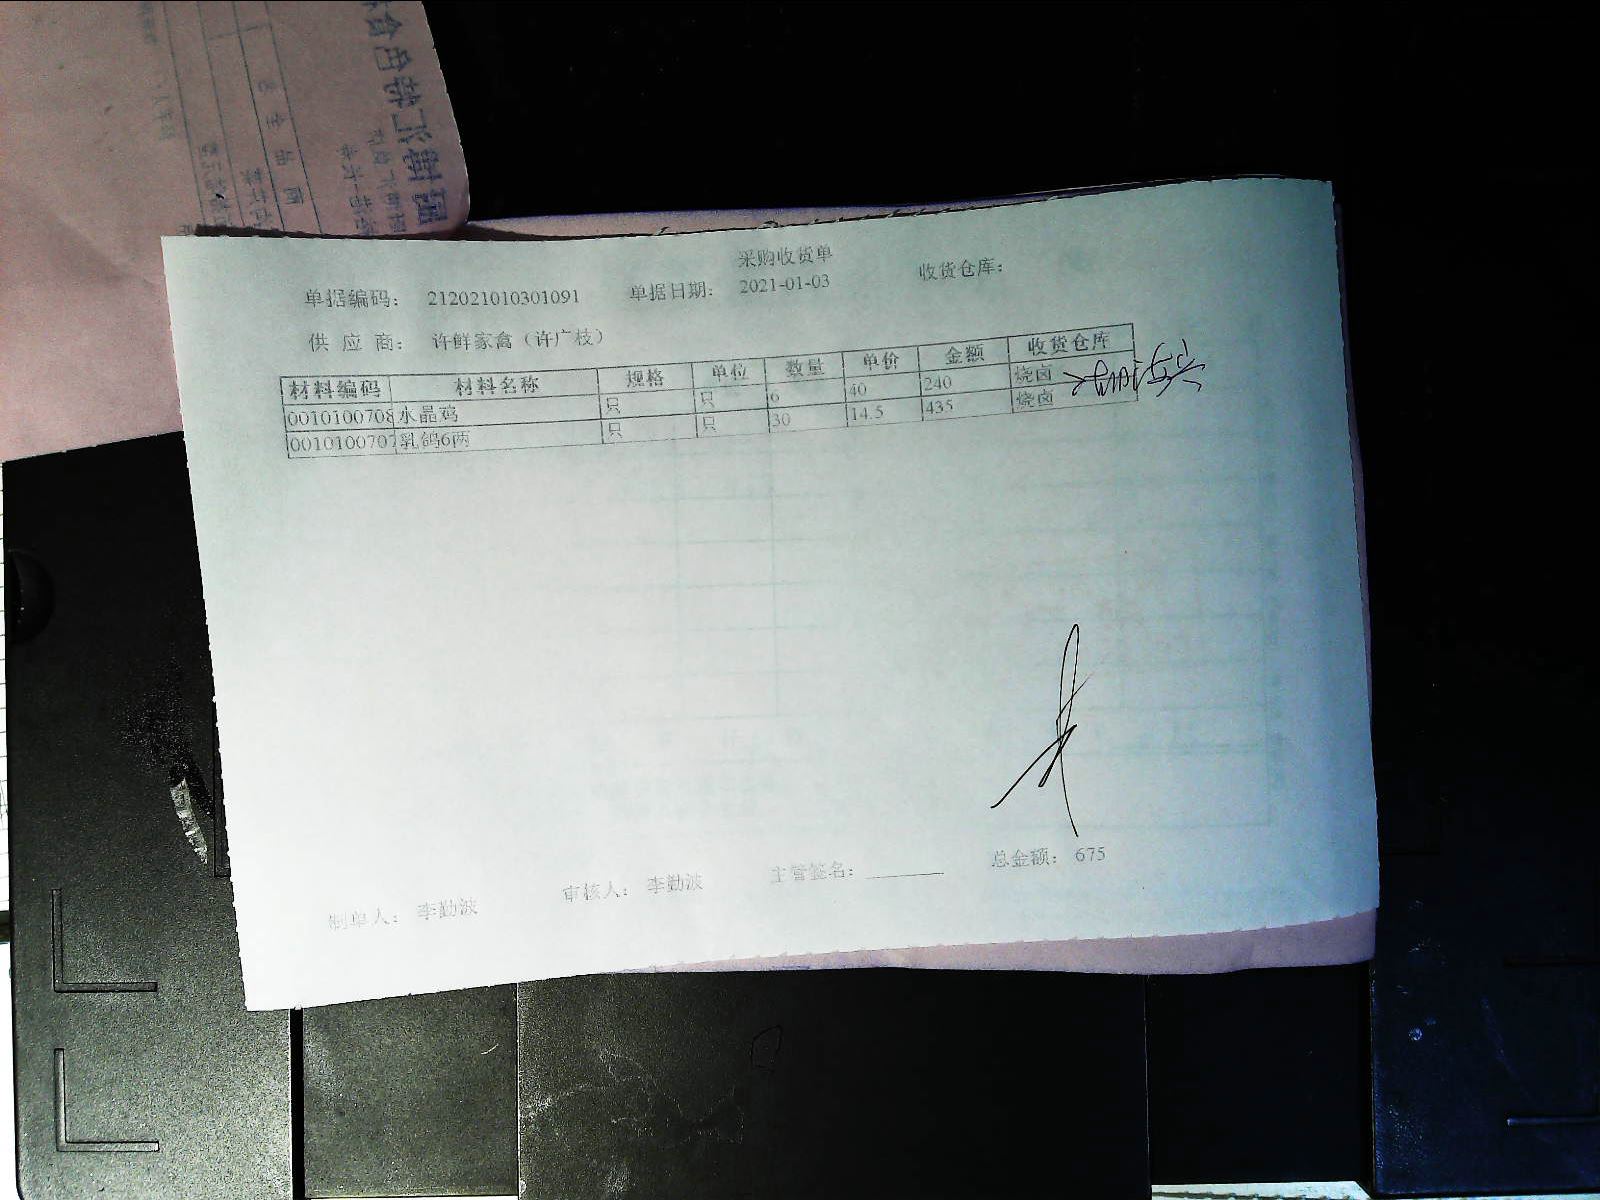 采购收货单
单据编码： 212021010301091 单据日期： 2021-01-03 收货仓库：
供 应 商： 许鲜家禽（许广枝）
材料编码 材料名称 规格 单位 数量 单价 金额 收货仓库
0010100708 水晶鸡 只 只 6 40 240 烧卤
0010100707 乳鸽6两 只 只 30 14.5 435 烧卤
制单人： 李勤波 审核人： 李勤波 主管签名： 总金额： 675